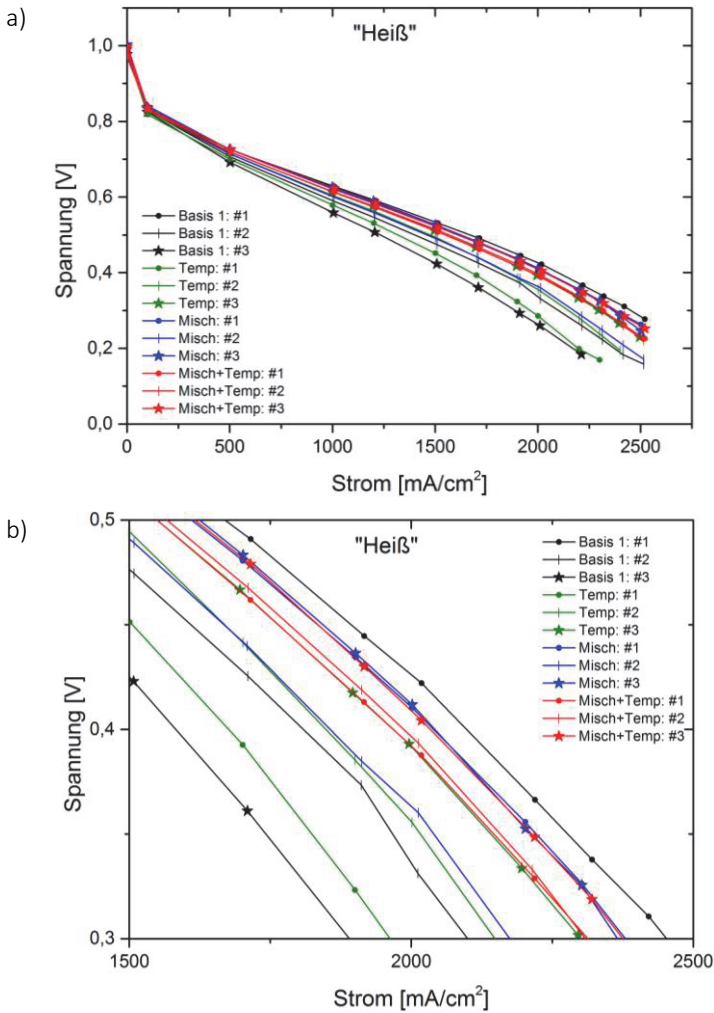 a)
"Heiß"
1,0
0,8
0,6
0,4
0,2
0,0
Spannung [V]
Basis 1: #1
Basis 1: #2
Basis 1: #3
Temp: #1
Temp: #2
Temp: #3
Misch: #1
Misch: #2
Misch: #3
Misch+Temp: #1
Misch+Temp: #2
Misch+Temp: #3
0 500 1000 1500 2000 2500
Strom [mA/cm²]
b)
"Heiß"
0,5
0,4
0,3
Spannung [V]
Basis 1: #1
Basis 1: #2
Basis 1: #3
Temp: #1
Temp: #2
Temp: #3
Misch: #1
Misch: #2
Misch: #3
Misch+Temp: #1
Misch+Temp: #2
Misch+Temp: #3
1500 2000 2500
Strom [mA/cm²]